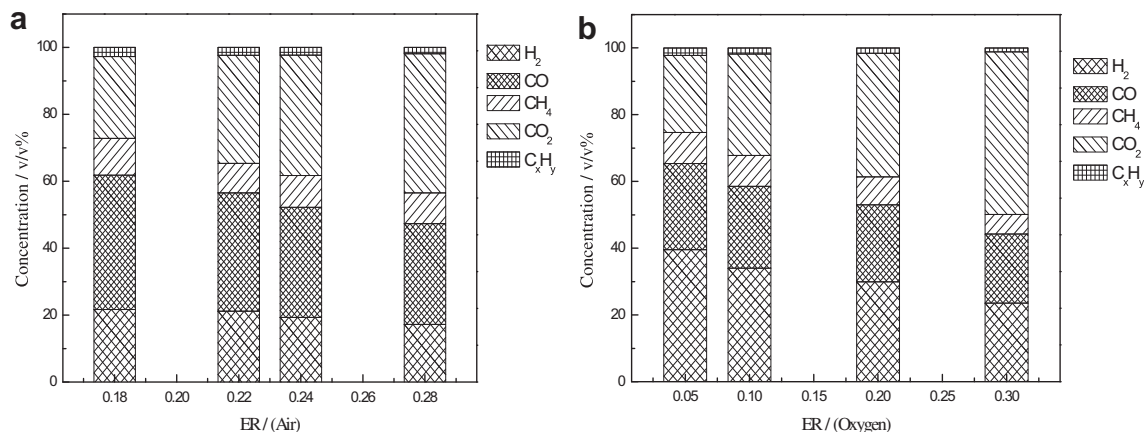 a
100
80
60
40
20
0
Concentration / v/v%
0.18 0.20 0.22 0.24 0.26 0.28
ER / (Air)
H2
CO
CH4
CO2
CxHy
b
100
80
60
40
20
0
Concentration / v/v%
0.05 0.10 0.15 0.20 0.25 0.30
ER / (Oxygen)
H2
CO
CH4
CO2
CxHy